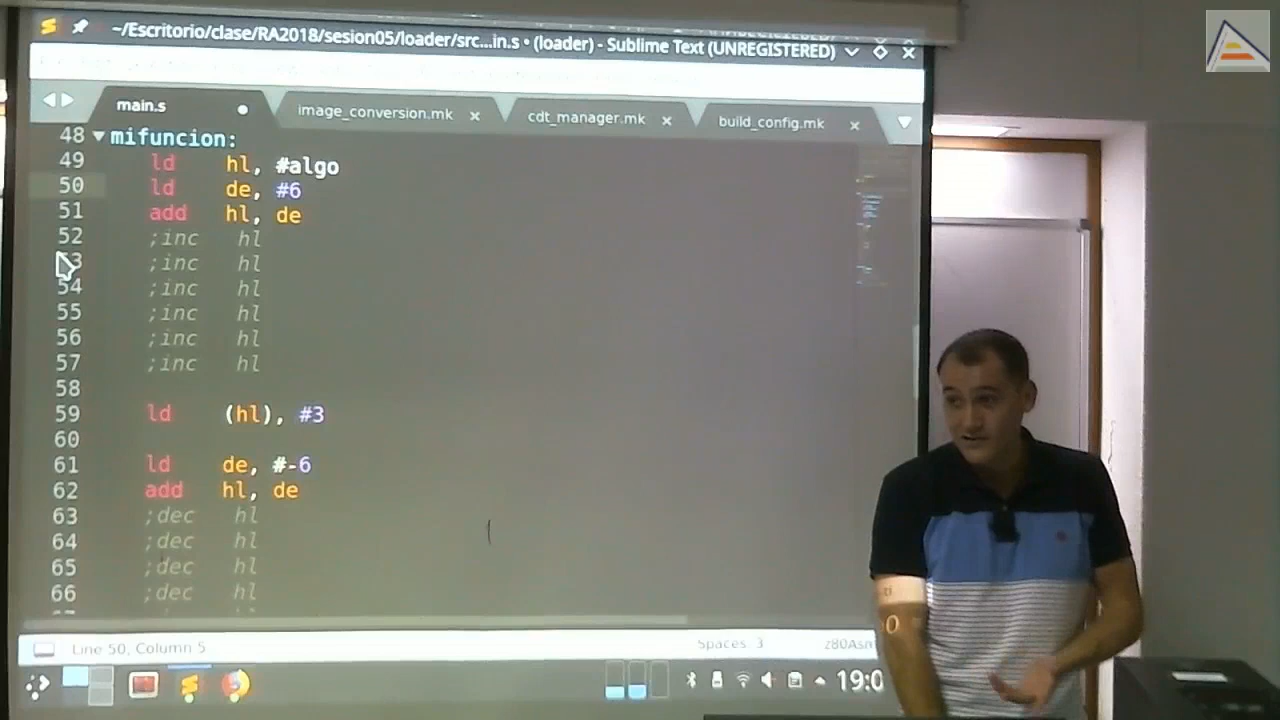 ~/Escritorio/clase/RA2018/sesion05/loader/src...in.s • (loader) - Sublime Text (UNREGISTERED)
main.s image_conversion.mk cdt_manager.mk build_config.mk
48 mifuncion:
49 ld hl, #algo
50 ld de, #6
51 add hl, de
52 ;inc hl
53 ;inc hl
54 ;inc hl
55 ;inc hl
56 ;inc hl
57 ;inc hl
58
59 ld (hl), #3
60
61 ld de, #-6
62 add hl, de
63 ;dec hl
64 ;dec hl
65 ;dec hl
66 ;dec hl
Line 50, Column 5 Spaces: 3 z80Asm
19:0